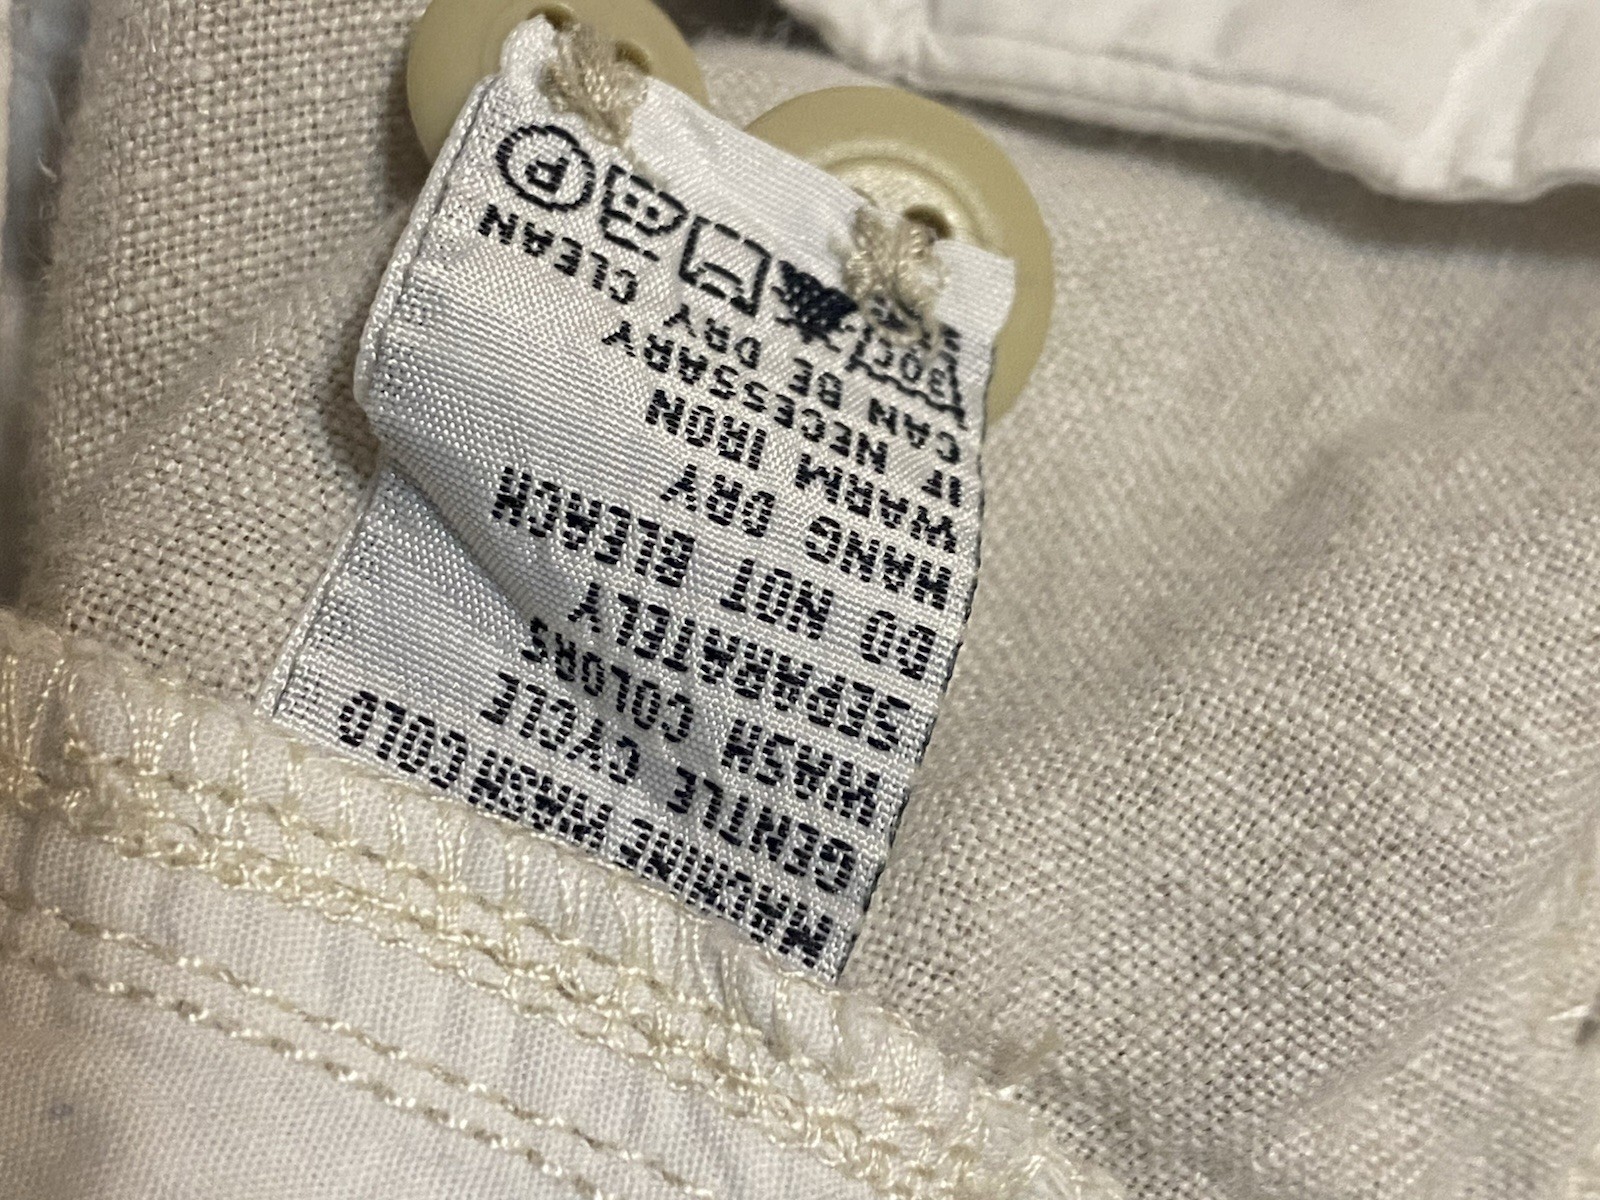 MACHINE WASH COLD
GENTLE CYCLE
WASH COLORS
SEPARATELY
DO NOT BLEACH
HANG DRY
WARM IRON
IF NECESSARY
CAN BE DRY CLEAN
30C
P